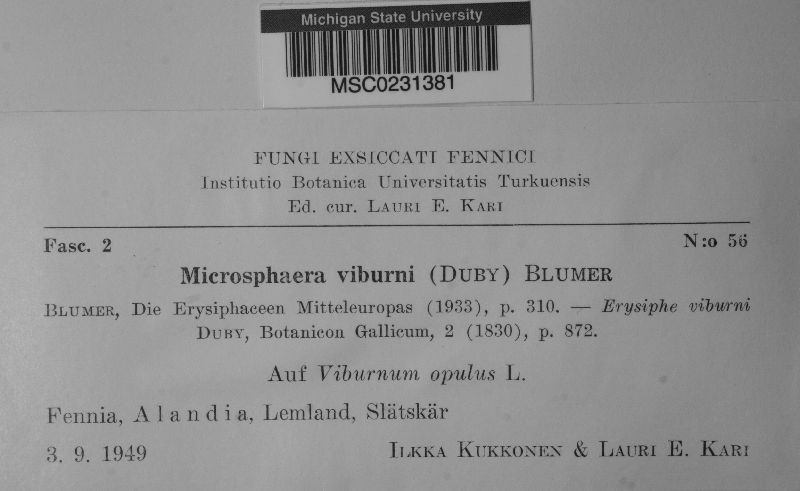 Michigan State University
MSC0231381
FUNGI EXSICCATI FENNICI
Institutio Botanica Universitatis Turkuensis
Ed. cur. LAURI E. KARI
Fasc. 2 N:o 56
Microsphaera viburni (DUBY) BLUMER
BLUMER, Die Erysiphaceen Mitteleuropas (1933), p. 310. — Erysiphe viburni
DUBY, Botanicon Gallicum, 2 (1830), p. 872.
Auf Viburnum opulus L.
Fennia, Alandia, Lemland, Slätskär
3. 9. 1949 ILKKA KUKKONEN & LAURI E. KARI